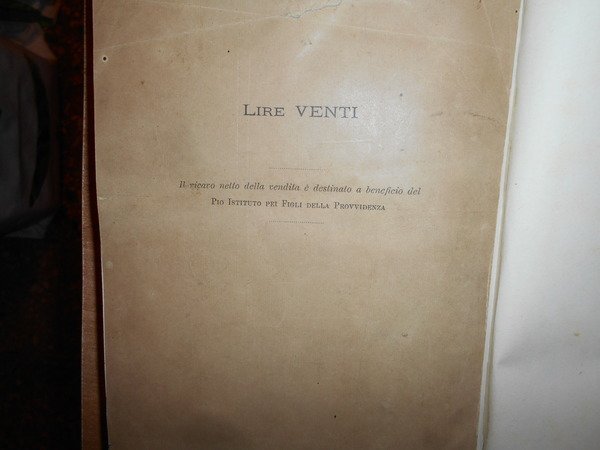 LIRE VENTI
Il ricavo netto della vendita è destinato a beneficio del
PIO ISTITUTO PEI FIGLI DELLA PROVVIDENZA